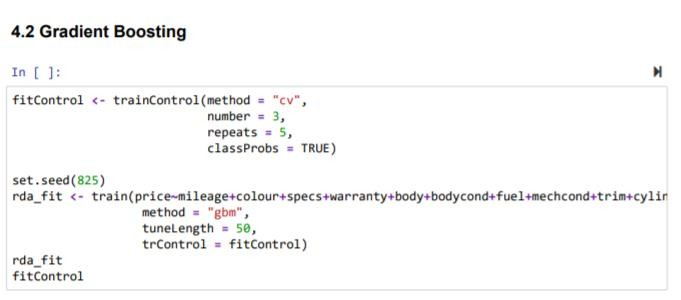 4.2 Gradient Boosting
In [ ]:
fitControl <- trainControl(method = "cv",
number = 3,
repeats = 5,
classProbs = TRUE)
set.seed(825)
rda_fit <- train(price~mileage+colour+specs+warranty+body+bodycond+fuel+mechcond+trim+cylin
method = "gbm",
tuneLength = 50,
trControl = fitControl)
rda_fit
fitControl